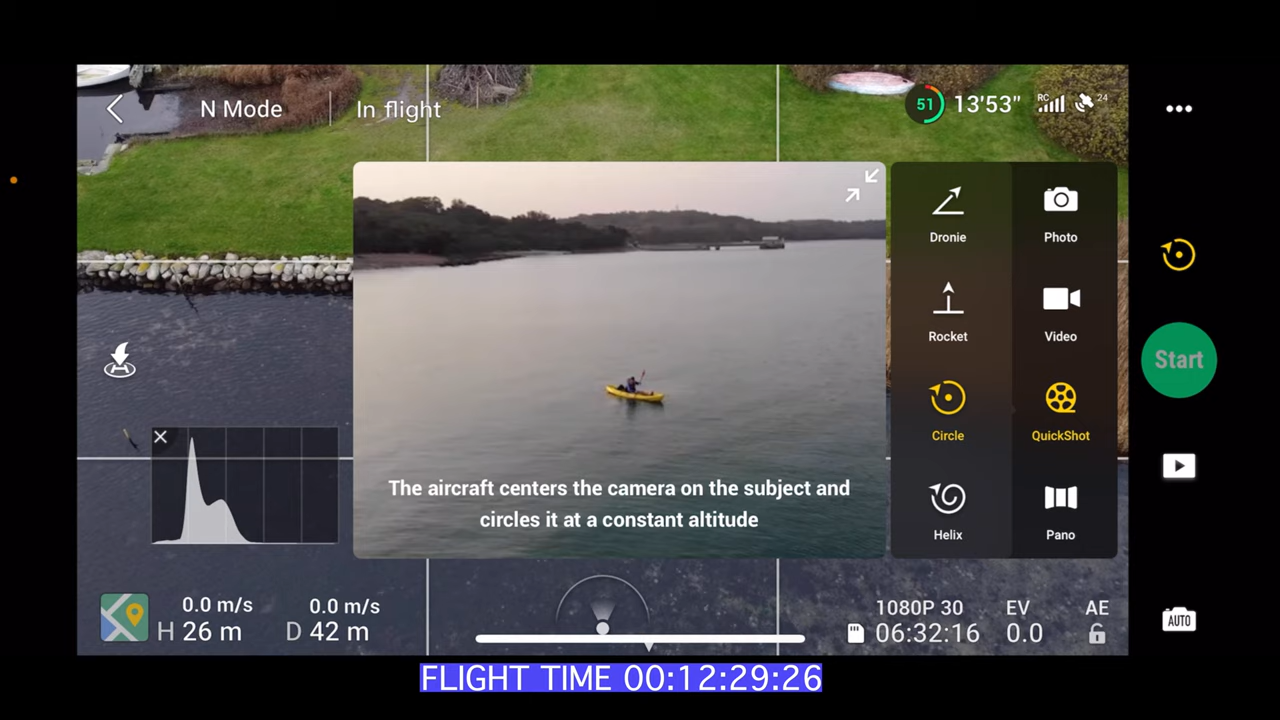 N Mode
In flight
51
13'53"
RC
24
Dronie
Photo
Rocket
Video
Circle
QuickShot
Helix
Pano
Start
The aircraft centers the camera on the subject and
circles it at a constant altitude
0.0 m/s
0.0 m/s
H 26 m
D 42 m
1080P 30
EV
AE
06:32:16
0.0
AUTO
FLIGHT TIME 00:12:29:26